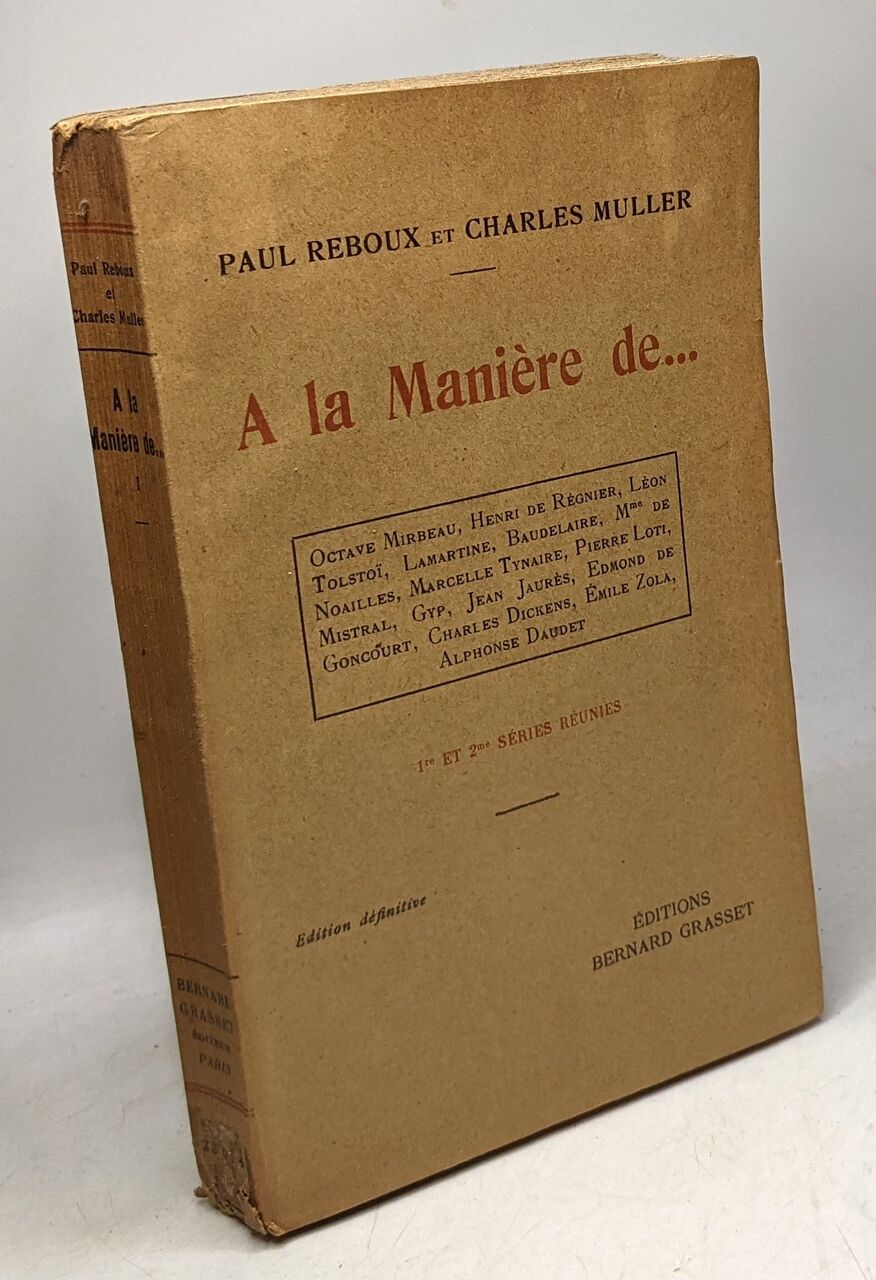 PAUL REBOUX ET CHARLES MULLER
A la Manière de...
OCTAVE MIRBEAU, HENRI DE RÉGNIER, LÉON
TOLSTOÏ, LAMARTINE, BAUDELAIRE, Mme DE
NOAILLES, MARCELLE TYNAIRE, PIERRE LOTI,
MISTRAL, GYP, JEAN JAURÈS, EDMOND DE
GONCOURT, CHARLES DICKENS, ÉMILE ZOLA,
ALPHONSE DAUDET
1re ET 2me SÉRIES RÉUNIES
Edition définitive
ÉDITIONS
BERNARD GRASSET
Paul Reboux
et
Charles Muller
A la
Manière de...
I
BERNARD
GRASSET
ÉDITEUR
PARIS